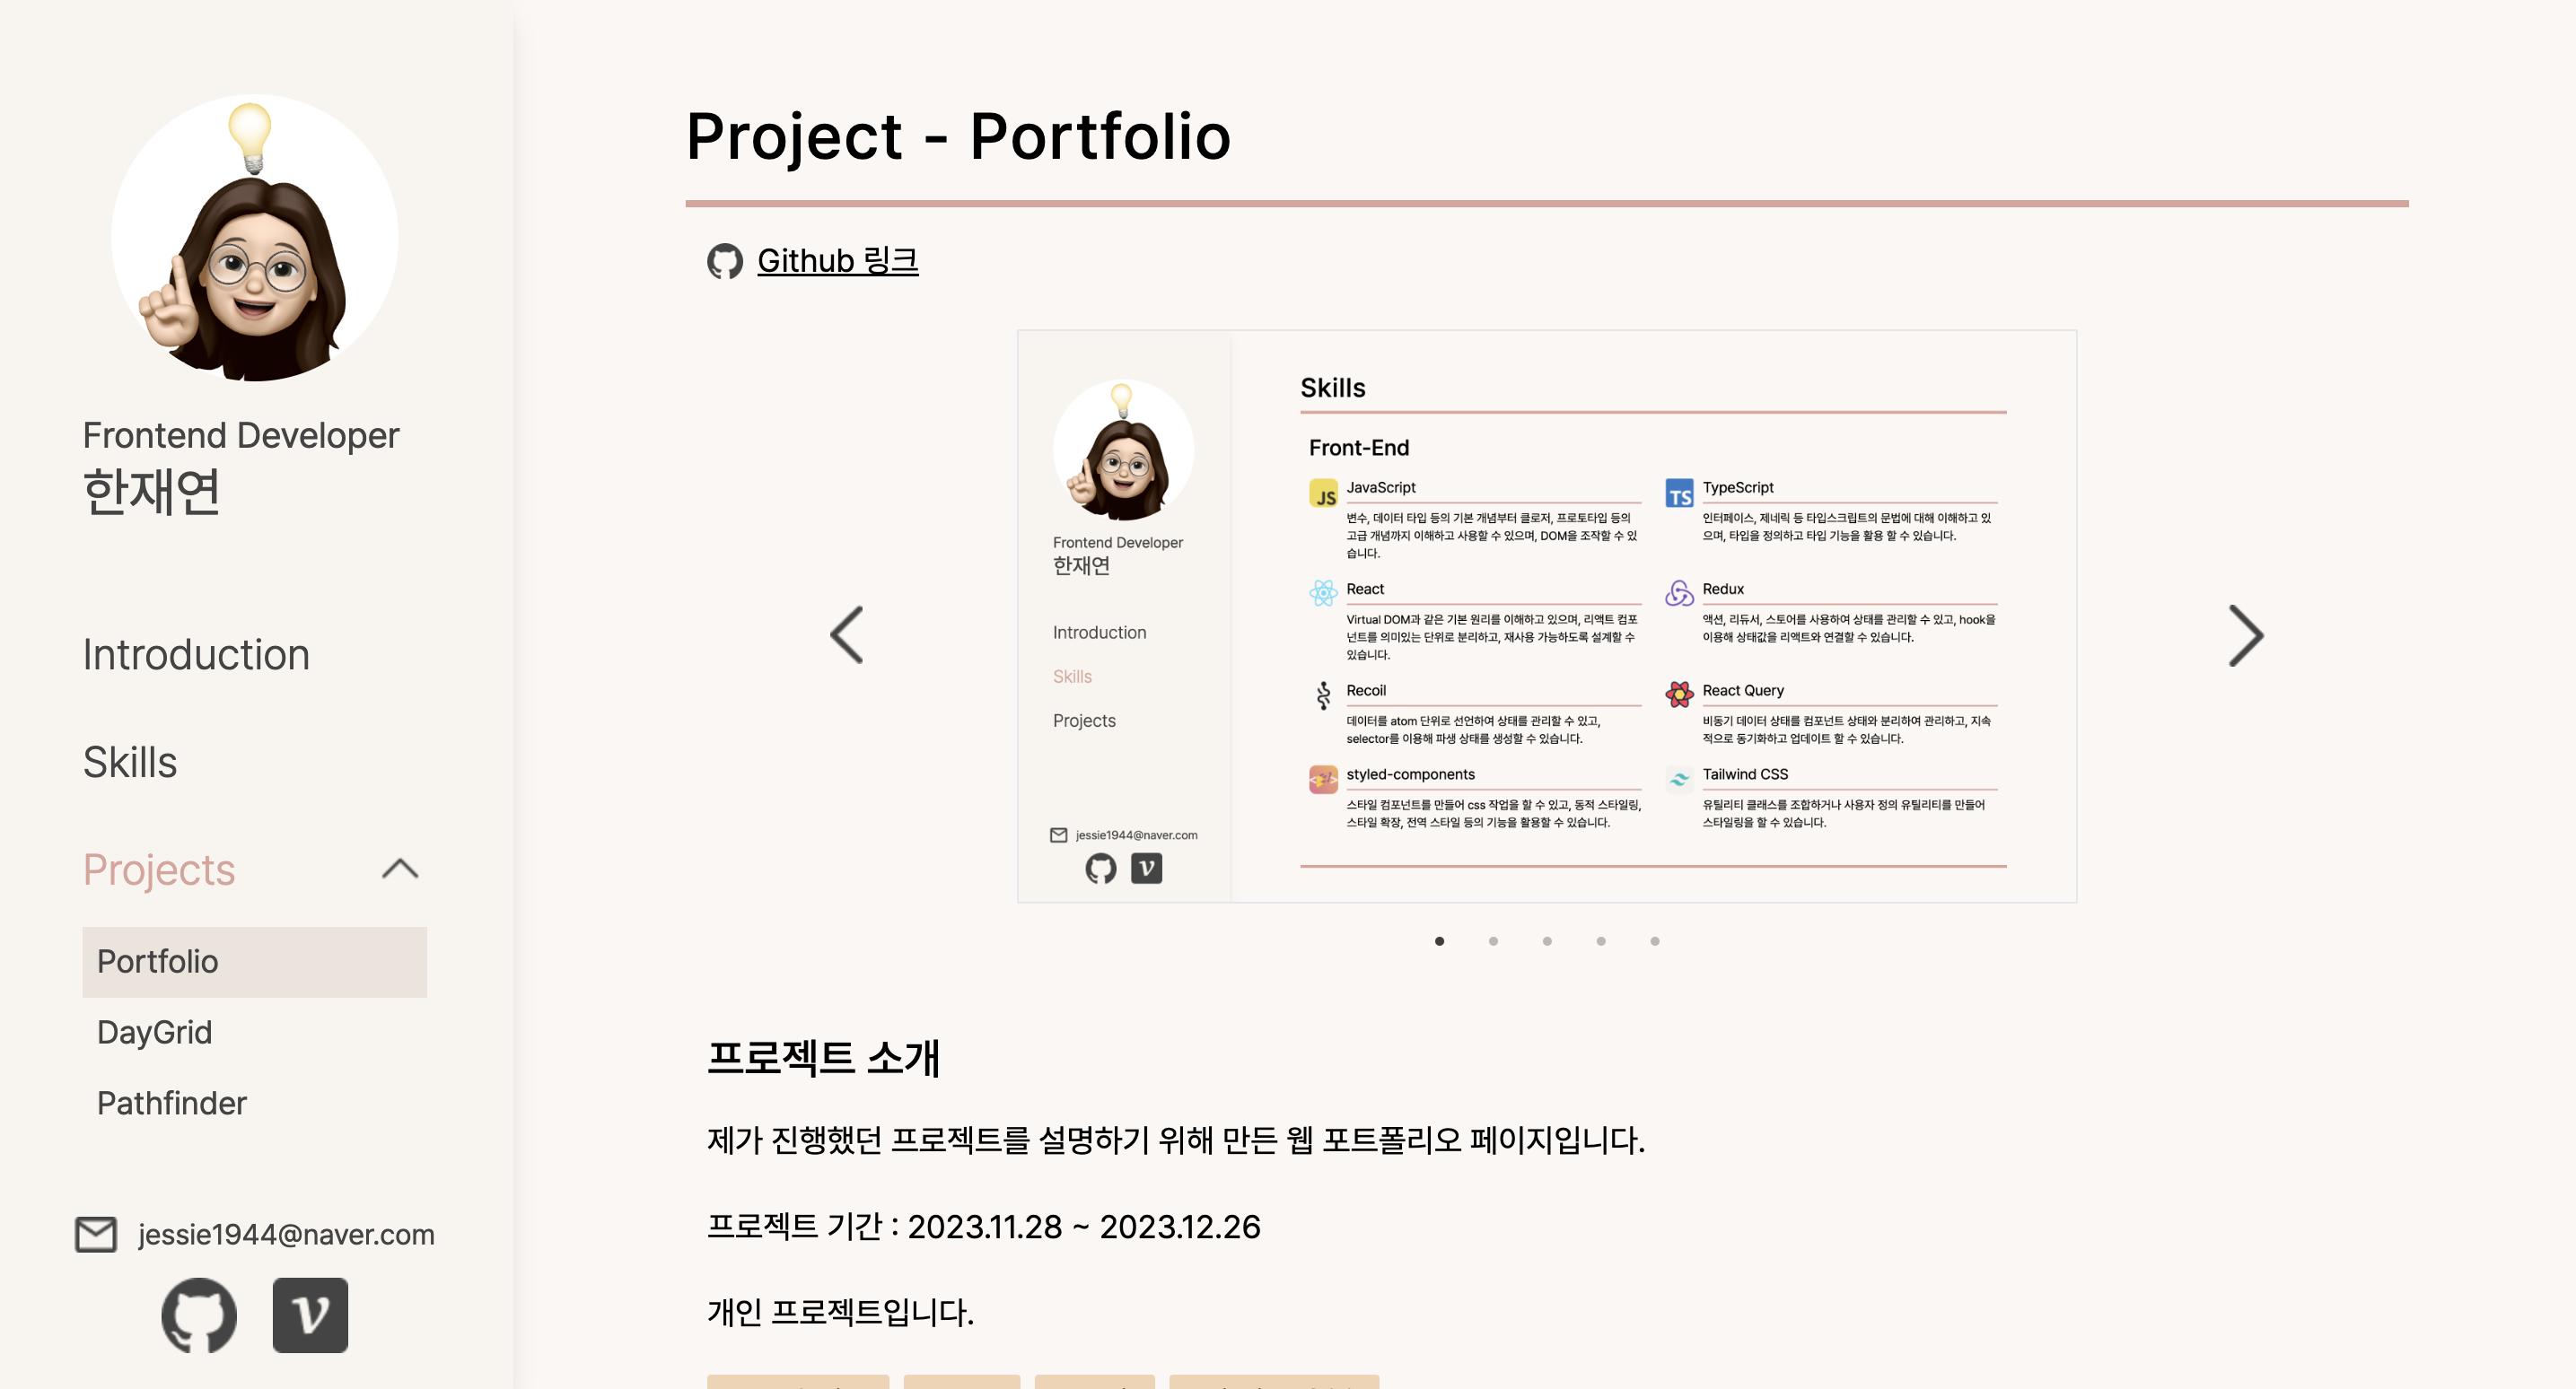 Frontend Developer
한재연
Introduction
Skills
Projects
Portfolio
DayGrid
Pathfinder
jessie1944@naver.com
Project - Portfolio
Github 링크
Frontend Developer
한재연
Introduction
Skills
Projects
jessie1944@naver.com
Skills
Front-End
JS
JavaScript
변수, 데이터 타입 등의 기본 개념부터 클로저, 프로토타입 등의
고급 개념까지 이해하고 사용할 수 있으며, DOM을 조작할 수 있
습니다.
TS
TypeScript
인터페이스, 제네릭 등 타입스크립트의 문법에 대해 이해하고 있
으며, 타입을 정의하고 타입 기능을 활용 할 수 있습니다.
React
Virtual DOM과 같은 기본 원리를 이해하고 있으며, 리액트 컴포
넌트를 의미있는 단위로 분리하고, 재사용 가능하도록 설계할 수
있습니다.
Redux
액션, 리듀서, 스토어를 사용하여 상태를 관리할 수 있고, hook을
이용해 상태값을 리액트와 연결할 수 있습니다.
Recoil
데이터를 atom 단위로 선언하여 상태를 관리할 수 있고,
selector를 이용해 파생 상태를 생성할 수 있습니다.
React Query
비동기 데이터 상태를 컴포넌트 상태와 분리하여 관리하고, 지속
적으로 동기화하고 업데이트 할 수 있습니다.
styled-components
스타일 컴포넌트를 만들어 css 작업을 할 수 있고, 동적 스타일링,
스타일 확장, 전역 스타일 등의 기능을 활용할 수 있습니다.
Tailwind CSS
유틸리티 클래스를 조합하거나 사용자 정의 유틸리티를 만들어
스타일링을 할 수 있습니다.
프로젝트 소개
제가 진행했던 프로젝트를 설명하기 위해 만든 웹 포트폴리오 페이지입니다.
프로젝트 기간 : 2023.11.28 ~ 2023.12.26
개인 프로젝트입니다.